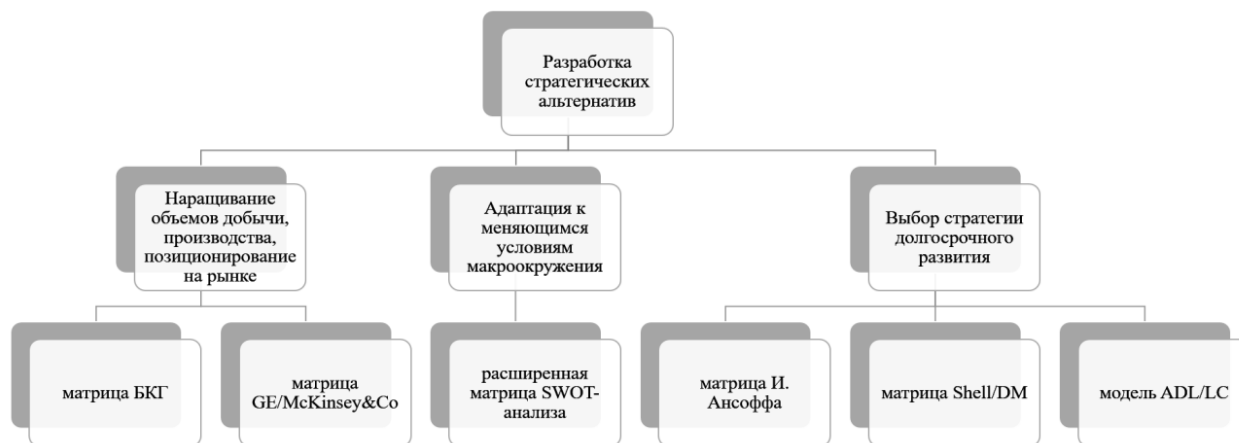 Разработка
стратегических
альтернатив
Наращивание
объемов добычи,
производства,
позиционирование
на рынке
Адаптация к
меняющимся
условиям
макроокружения
Выбор стратегии
долгосрочного
развития
матрица БКГ
матрица
GE/McKinsey&Co
расширенная
матрица SWOT-
анализа
матрица И.
Ансоффа
матрица Shell/DM
модель ADL/LC